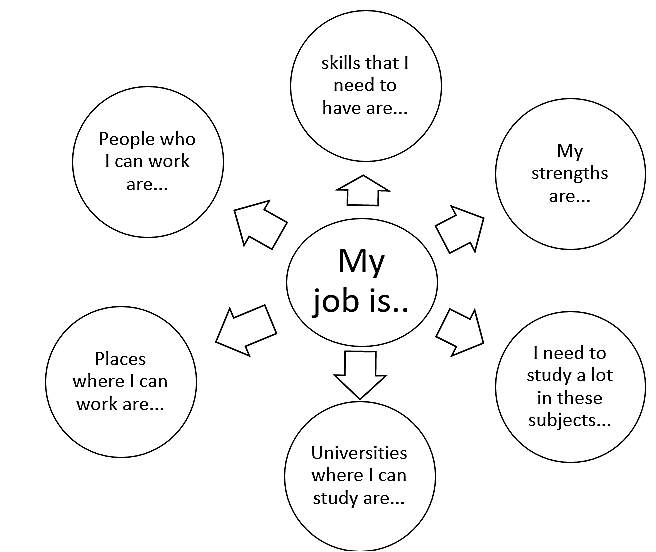 skills that I
need to
have are...
People who
I can work
are...
My
strengths
are...
My
job is..
Places
where I can
work are...
I need to
study a lot
in these
subjects...
Universities
where I can
study are...